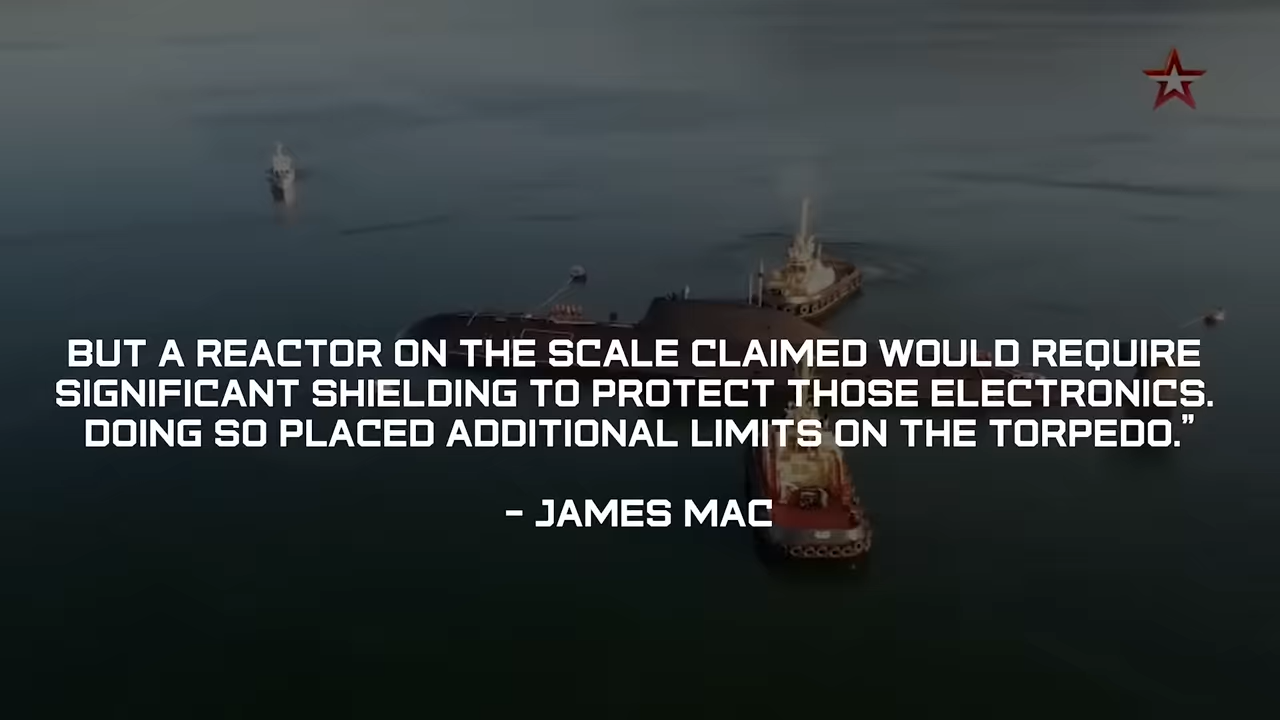 BUT A REACTOR ON THE SCALE CLAIMED WOULD REQUIRE
SIGNIFICANT SHIELDING TO PROTECT THOSE ELECTRONICS.
DOING SO PLACED ADDITIONAL LIMITS ON THE TORPEDO.”
- JAMES MAC